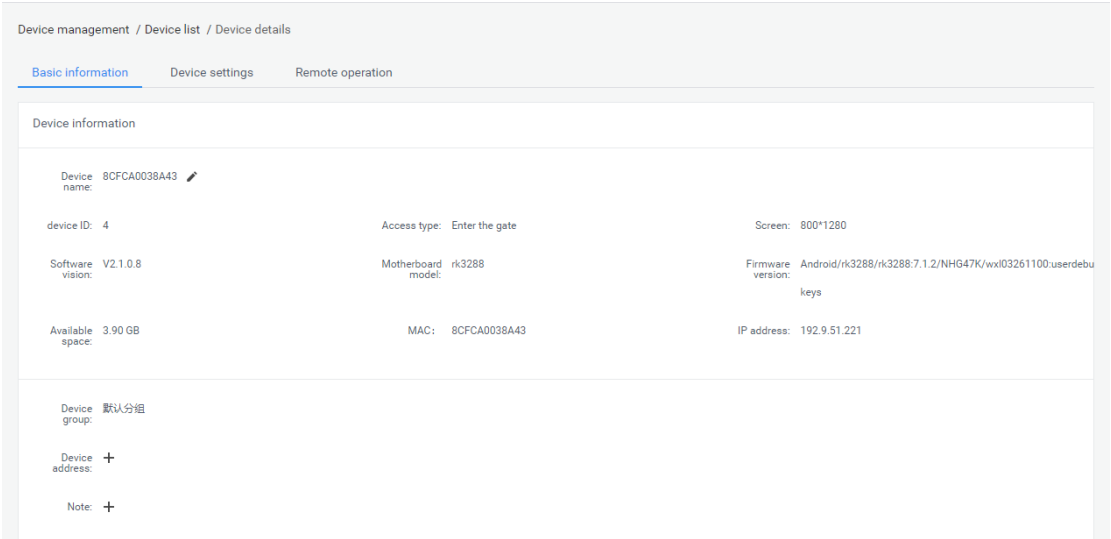 Device management / Device list / Device details
Basic information Device settings Remote operation
Device information
Device name: 8CFCA0038A43
device ID: 4 Access type: Enter the gate Screen: 800*1280
Software vision: V2.1.0.8 Motherboard model: rk3288 Firmware version: Android/rk3288/rk3288:7.1.2/NHG47K/wxl03261100:userdebu
keys
Available space: 3.90 GB MAC: 8CFCA0038A43 IP address: 192.9.51.221
Device group: 默认分组
Device address: +
Note: +